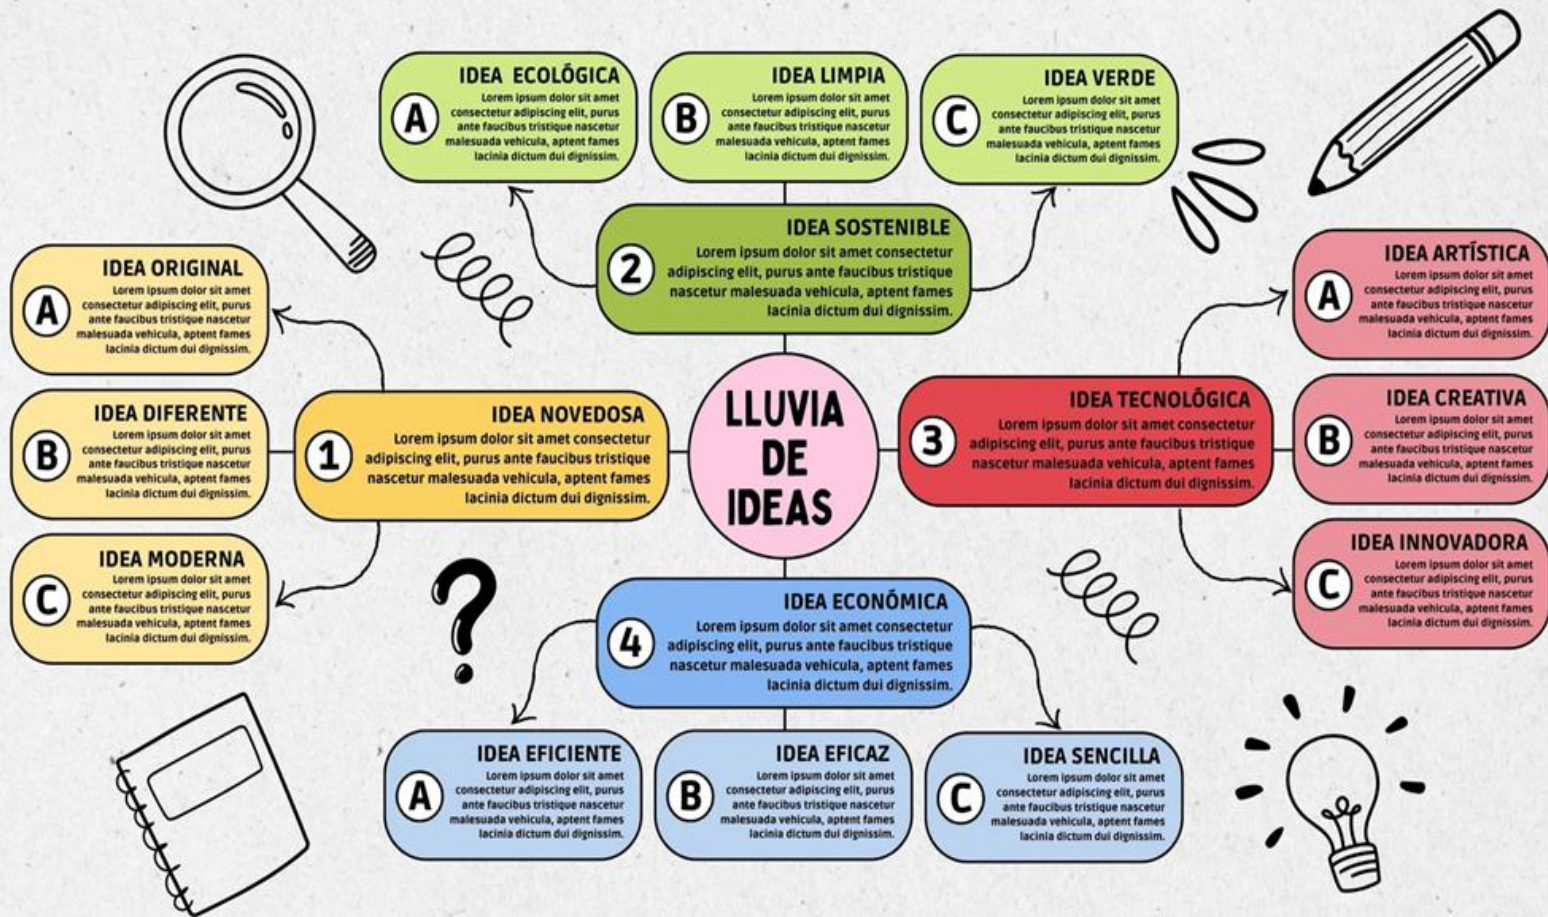 LLUVIA
DE
IDEAS
1
IDEA NOVEDOSA
Lorem ipsum dolor sit amet consectetur
adipiscing elit, purus ante faucibus tristique
nascetur malesuada vehicula, aptent fames
lacinia dictum dui dignissim.
A
IDEA ORIGINAL
Lorem ipsum dolor sit amet
consectetur adipiscing elit, purus
ante faucibus tristique nascetur
malesuada vehicula, aptent fames
lacinia dictum dui dignissim.
B
IDEA DIFERENTE
Lorem ipsum dolor sit amet
consectetur adipiscing elit, purus
ante faucibus tristique nascetur
malesuada vehicula, aptent fames
lacinia dictum dui dignissim.
C
IDEA MODERNA
Lorem ipsum dolor sit amet
consectetur adipiscing elit, purus
ante faucibus tristique nascetur
malesuada vehicula, aptent fames
lacinia dictum dui dignissim.
2
IDEA SOSTENIBLE
Lorem ipsum dolor sit amet consectetur
adipiscing elit, purus ante faucibus tristique
nascetur malesuada vehicula, aptent fames
lacinia dictum dui dignissim.
A
IDEA ECOLÓGICA
Lorem ipsum dolor sit amet
consectetur adipiscing elit, purus
ante faucibus tristique nascetur
malesuada vehicula, aptent fames
lacinia dictum dui dignissim.
B
IDEA LIMPIA
Lorem ipsum dolor sit amet
consectetur adipiscing elit, purus
ante faucibus tristique nascetur
malesuada vehicula, aptent fames
lacinia dictum dui dignissim.
C
IDEA VERDE
Lorem ipsum dolor sit amet
consectetur adipiscing elit, purus
ante faucibus tristique nascetur
malesuada vehicula, aptent fames
lacinia dictum dui dignissim.
3
IDEA TECNOLÓGICA
Lorem ipsum dolor sit amet consectetur
adipiscing elit, purus ante faucibus tristique
nascetur malesuada vehicula, aptent fames
lacinia dictum dui dignissim.
A
IDEA ARTÍSTICA
Lorem ipsum dolor sit amet
consectetur adipiscing elit, purus
ante faucibus tristique nascetur
malesuada vehicula, aptent fames
lacinia dictum dui dignissim.
B
IDEA CREATIVA
Lorem ipsum dolor sit amet
consectetur adipiscing elit, purus
ante faucibus tristique nascetur
malesuada vehicula, aptent fames
lacinia dictum dui dignissim.
C
IDEA INNOVADORA
Lorem ipsum dolor sit amet
consectetur adipiscing elit, purus
ante faucibus tristique nascetur
malesuada vehicula, aptent fames
lacinia dictum dui dignissim.
4
IDEA ECONÓMICA
Lorem ipsum dolor sit amet consectetur
adipiscing elit, purus ante faucibus tristique
nascetur malesuada vehicula, aptent fames
lacinia dictum dui dignissim.
A
IDEA EFICIENTE
Lorem ipsum dolor sit amet
consectetur adipiscing elit, purus
ante faucibus tristique nascetur
malesuada vehicula, aptent fames
lacinia dictum dui dignissim.
B
IDEA EFICAZ
Lorem ipsum dolor sit amet
consectetur adipiscing elit, purus
ante faucibus tristique nascetur
malesuada vehicula, aptent fames
lacinia dictum dui dignissim.
C
IDEA SENCILLA
Lorem ipsum dolor sit amet
consectetur adipiscing elit, purus
ante faucibus tristique nascetur
malesuada vehicula, aptent fames
lacinia dictum dui dignissim.
?